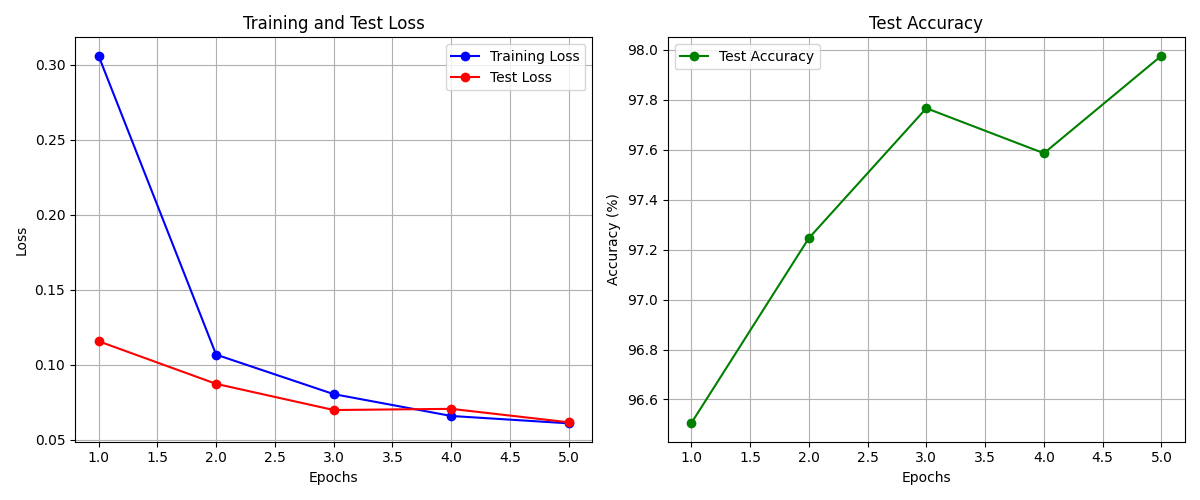 Training and Test Loss
Training Loss
Test Loss
0.30
0.25
0.20
0.15
0.10
0.05
Loss
1.0 1.5 2.0 2.5 3.0 3.5 4.0 4.5 5.0
Epochs
Test Accuracy
Test Accuracy
98.0
97.8
97.6
97.4
97.2
97.0
96.8
96.6
Accuracy (%)
1.0 1.5 2.0 2.5 3.0 3.5 4.0 4.5 5.0
Epochs